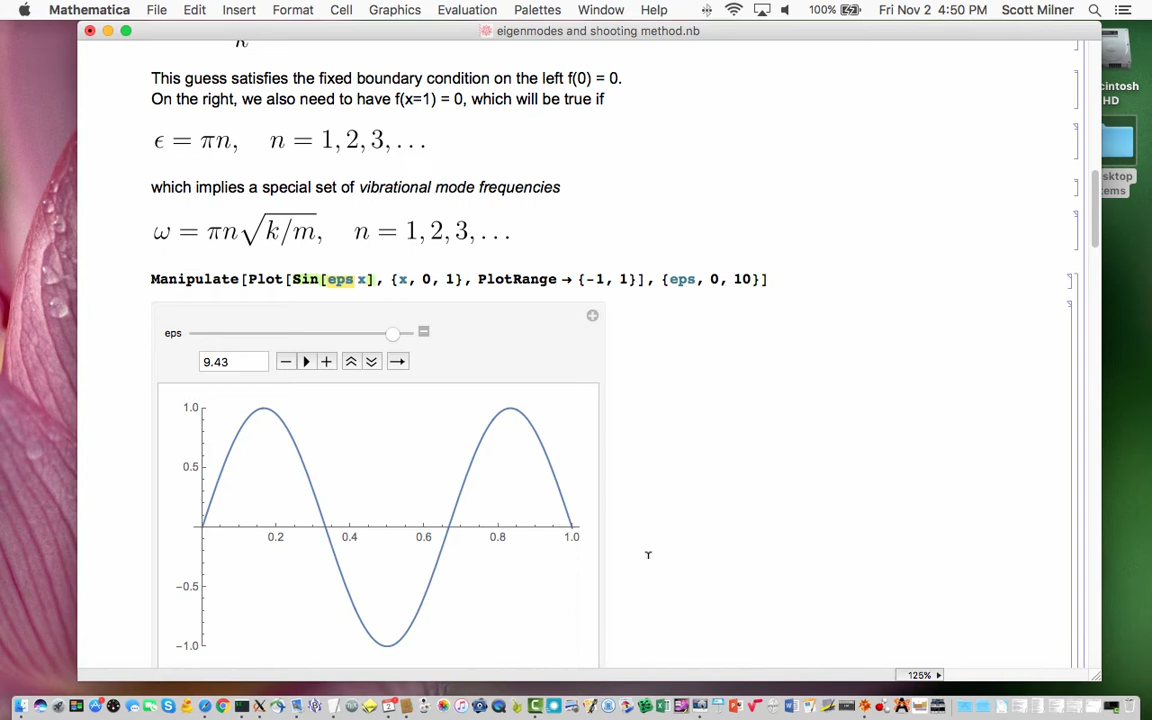 Mathematica File Edit Insert Format Cell Graphics Evaluation Palettes Window Help 100% Fri Nov 2 4:50 PM Scott Milner
eigenmodes and shooting method.nb
This guess satisfies the fixed boundary condition on the left f(0) = 0.
On the right, we also need to have f(x=1) = 0, which will be true if
ϵ = πn, n = 1, 2, 3, . . .
which implies a special set of vibrational mode frequencies
ω = πn√k/m, n = 1, 2, 3, . . .
Manipulate[Plot[Sin[eps x], {x, 0, 1}, PlotRange → {-1, 1}], {eps, 0, 10}]
eps
9.43
1.0
0.5
0.2 0.4 0.6 0.8 1.0
−0.5
−1.0
125%
cintosh
HD
sktop
ems